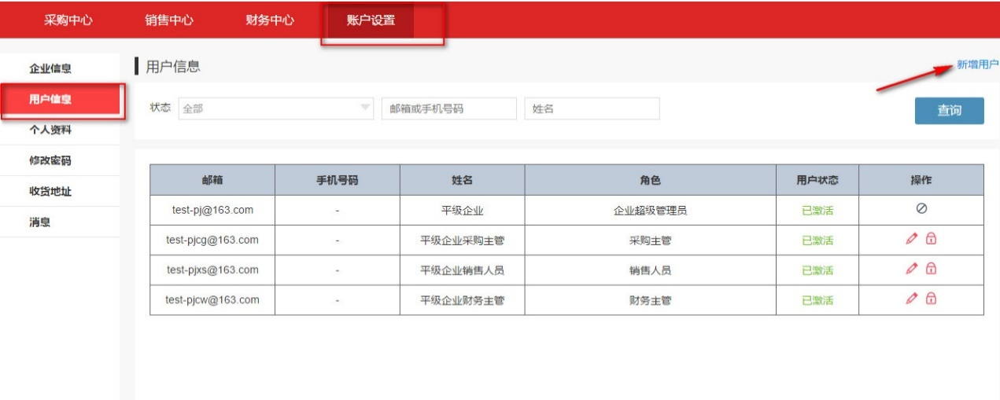 采购中心 销售中心 财务中心 账户设置
企业信息
用户信息
个人资料
修改密码
收货地址
消息
用户信息 新增用户
状态 全部 邮箱或手机号码 姓名 查询
邮箱 手机号码 姓名 角色 用户状态 操作
test-pj@163.com - 平级企业 企业超级管理员 已激活
test-pjcg@163.com - 平级企业采购主管 采购主管 已激活
test-pjxs@163.com - 平级企业销售人员 销售人员 已激活
test-pjcw@163.com - 平级企业财务主管 财务主管 已激活